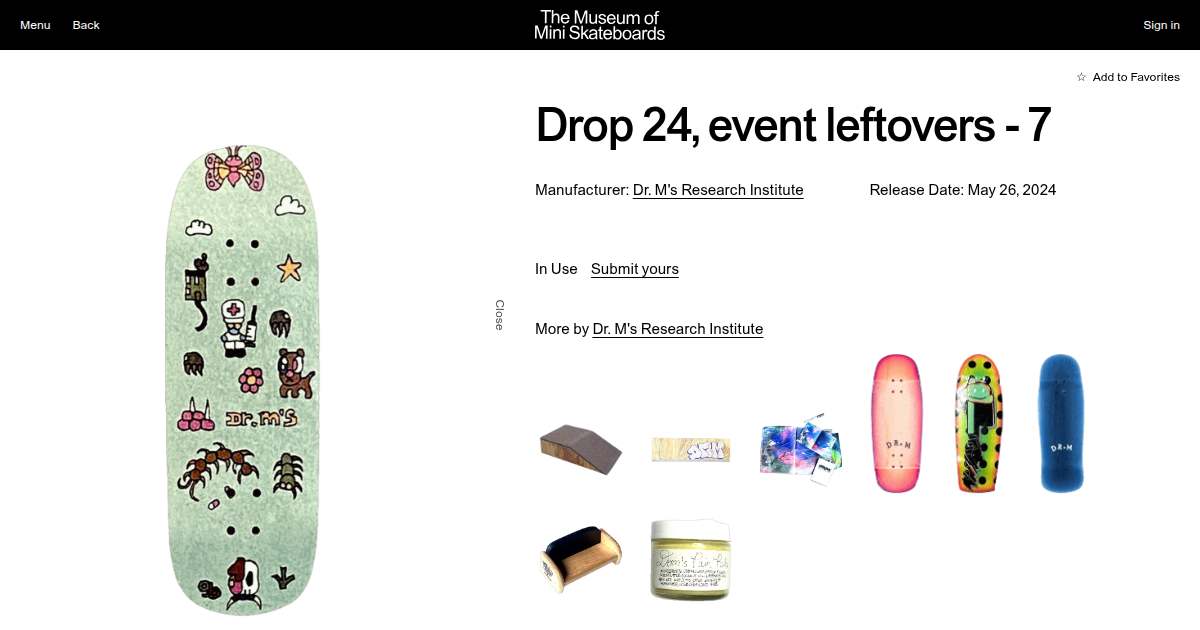 Menu
Back
The Museum of
Mini Skateboards
Sign in
☆ Add to Favorites
Drop 24, event leftovers - 7
Manufacturer: Dr. M's Research Institute
Release Date: May 26, 2024
In Use
Submit yours
Close
More by Dr. M's Research Institute
Dr. M'S
DR.M
DR.M